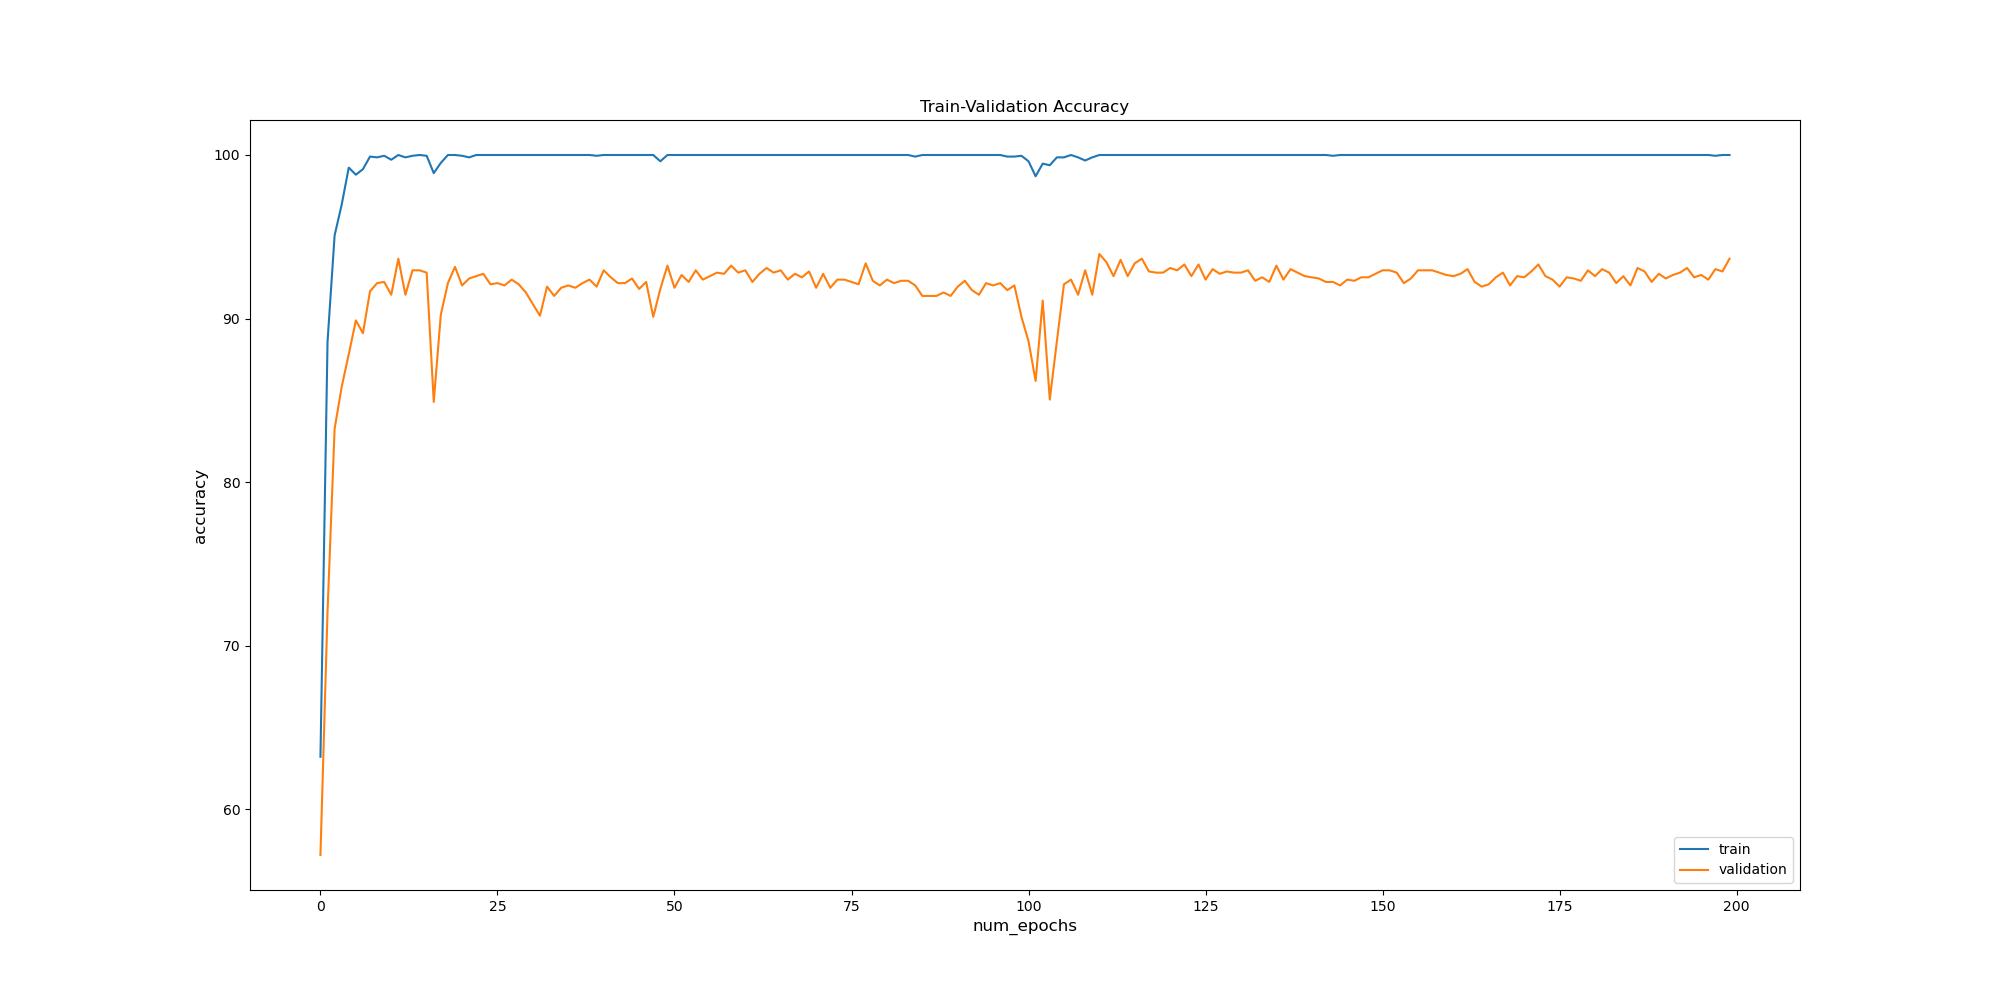 Train-Validation Accuracy
100
90
80
70
60
accuracy
0 25 50 75 100 125 150 175 200
num_epochs
train
validation